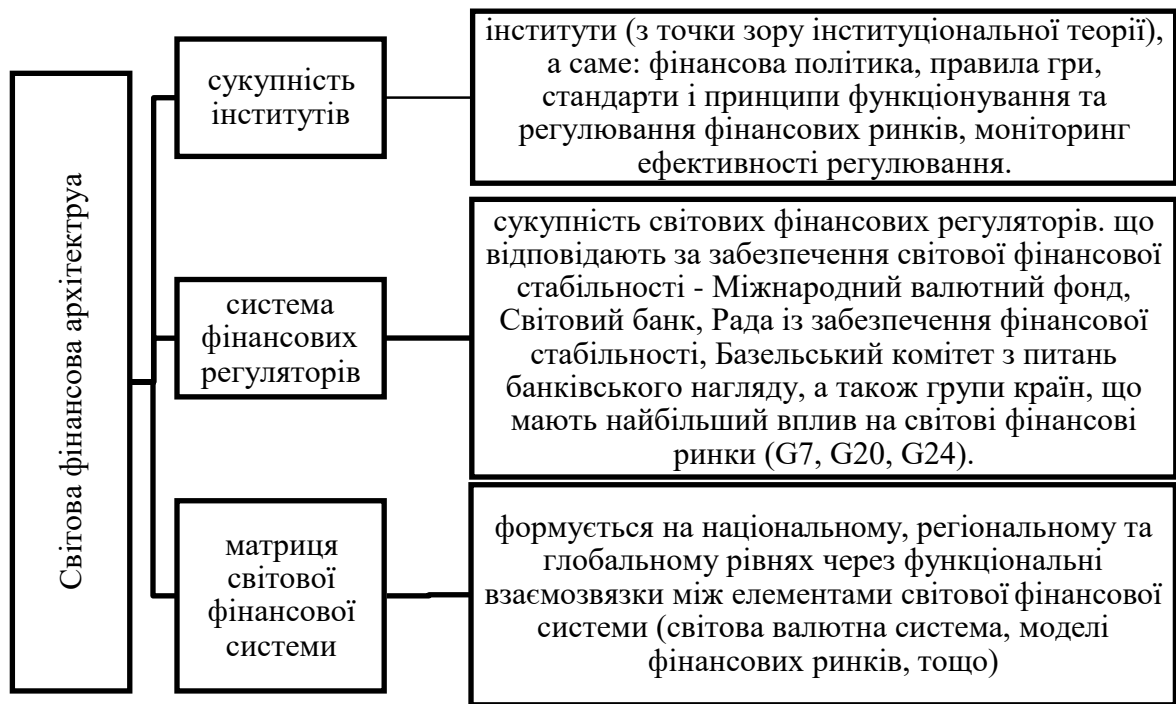 Світова фінансова архітектруа
сукупність
інститутів
інститути (з точки зору інституціональної теорії),
а саме: фінансова політика, правила гри,
стандарти і принципи функціонування та
регулювання фінансових ринків, моніторинг
ефективності регулювання.
система
фінансових
регуляторів
сукупність світових фінансових регуляторів. що
відповідають за забезпечення світової фінансової
стабільності - Міжнародний валютний фонд,
Світовий банк, Рада із забезпечення фінансової
стабільності, Базельський комітет з питань
банківського нагляду, а також групи країн, що
мають найбільший вплив на світові фінансові
ринки (G7, G20, G24).
матриця
світової
фінансової
системи
формується на національному, регіональному та
глобальному рівнях через функціональні
взаємозвязки між елементами світової фінансової
системи (світова валютна система, моделі
фінансових ринків, тощо)